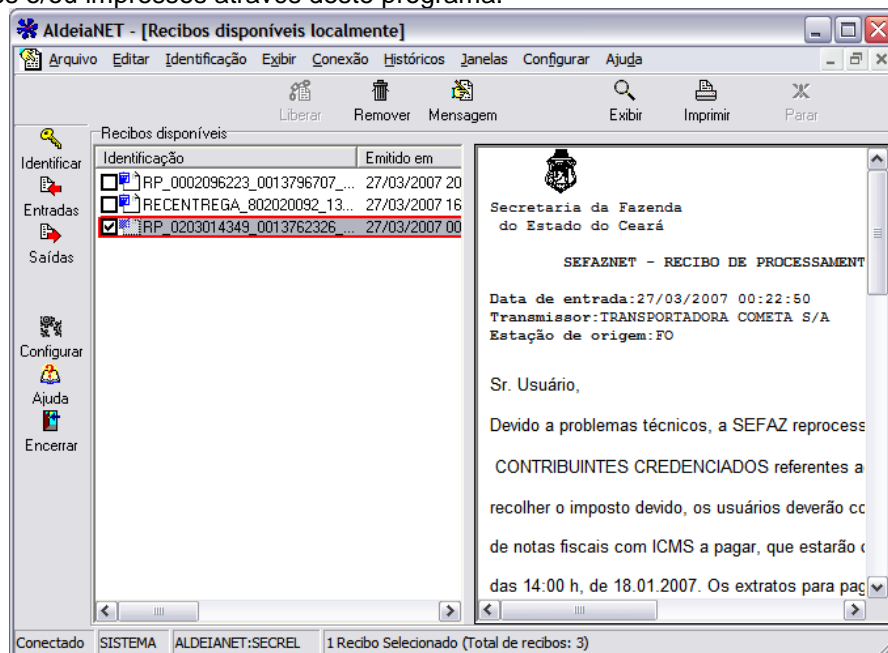 e/ou impressos através deste programa.
AldeiaNET - [Recibos disponíveis localmente]
Arquivo Editar Identificação Exibir Conexão Históricos Janelas Configurar Ajuda
Liberar Remover Mensagem Exibir Imprimir Parar
Identificar
Entradas
Saídas
Configurar
Ajuda
Encerrar
Recibos disponíveis
Identificação Emitido em
RP_0002096223_0013796707_... 27/03/2007 20
RECENTREGA_802020092_13... 27/03/2007 16
RP_0203014349_0013762326_... 27/03/2007 00
Secretaria da Fazenda
do Estado do Ceará
SEFAZNET - RECIBO DE PROCESSAMENT
Data de entrada:27/03/2007 00:22:50
Transmissor:TRANSPORTADORA COMETA S/A
Estação de origem:FO
Sr. Usuário,
Devido a problemas técnicos, a SEFAZ reprocess
CONTRIBUINTES CREDENCIADOS referentes a
recolher o imposto devido, os usuários deverão co
de notas fiscais com ICMS a pagar, que estarão
das 14:00 h, de 18.01.2007. Os extratos para pag
Conectado SISTEMA ALDEIANET:SECREL 1 Recibo Selecionado (Total de recibos: 3)